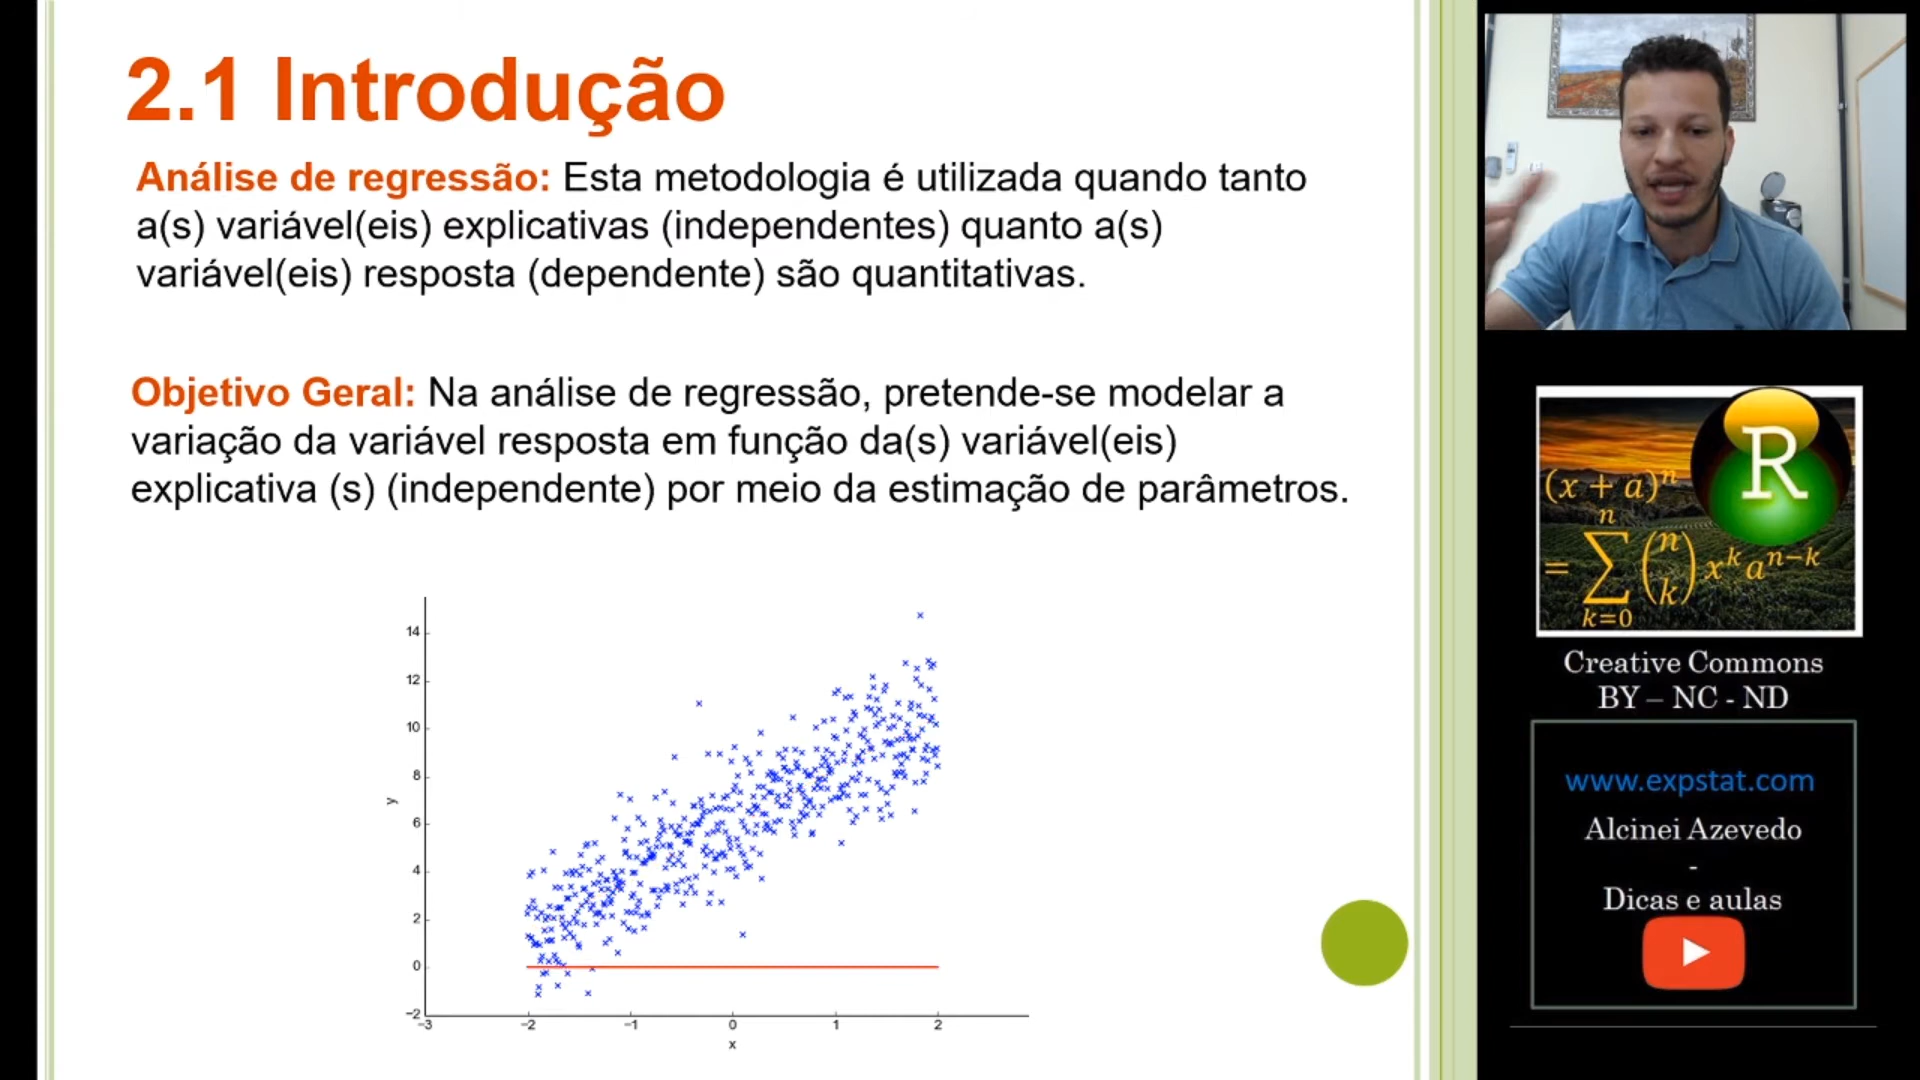 2.1 Introdução
Análise de regressão: Esta metodologia é utilizada quando tanto
a(s) variável(eis) explicativas (independentes) quanto a(s)
variável(eis) resposta (dependente) são quantitativas.
Objetivo Geral: Na análise de regressão, pretende-se modelar a
variação da variável resposta em função da(s) variável(eis)
explicativa (s) (independente) por meio da estimação de parâmetros.
14
12
10
8
6
4
2
0
−2
y
−3 −2 −1 0 1 2
x
R
(x + a)^n
= ∑_{k=0}^{n} (n k) x^k a^{n−k}
Creative Commons
BY – NC - ND
www.expstat.com
Alcinei Azevedo
-
Dicas e aulas